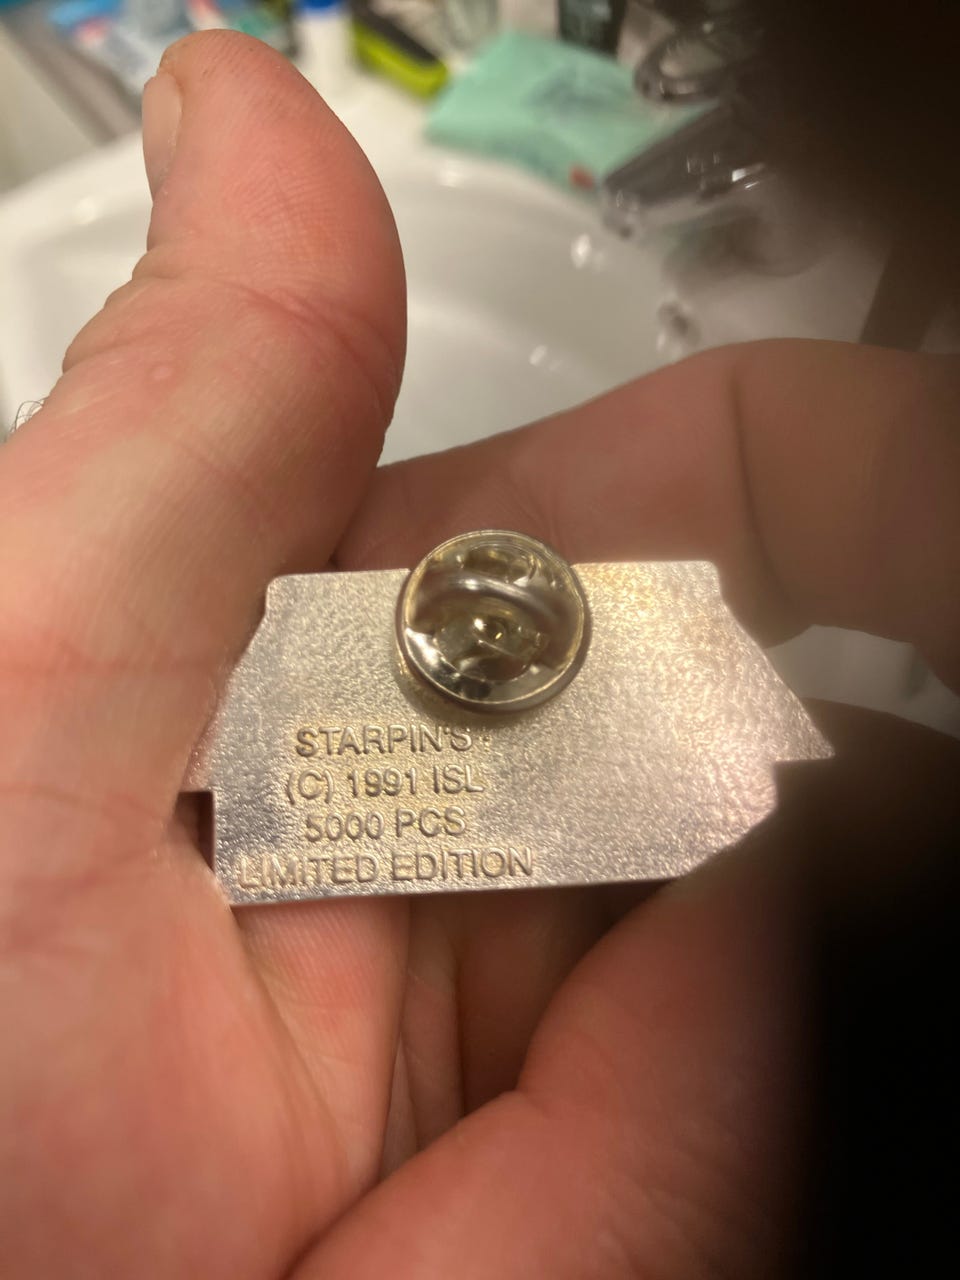 STARPIN'S
(C) 1991 ISL
5000 PCS
LIMITED EDITION